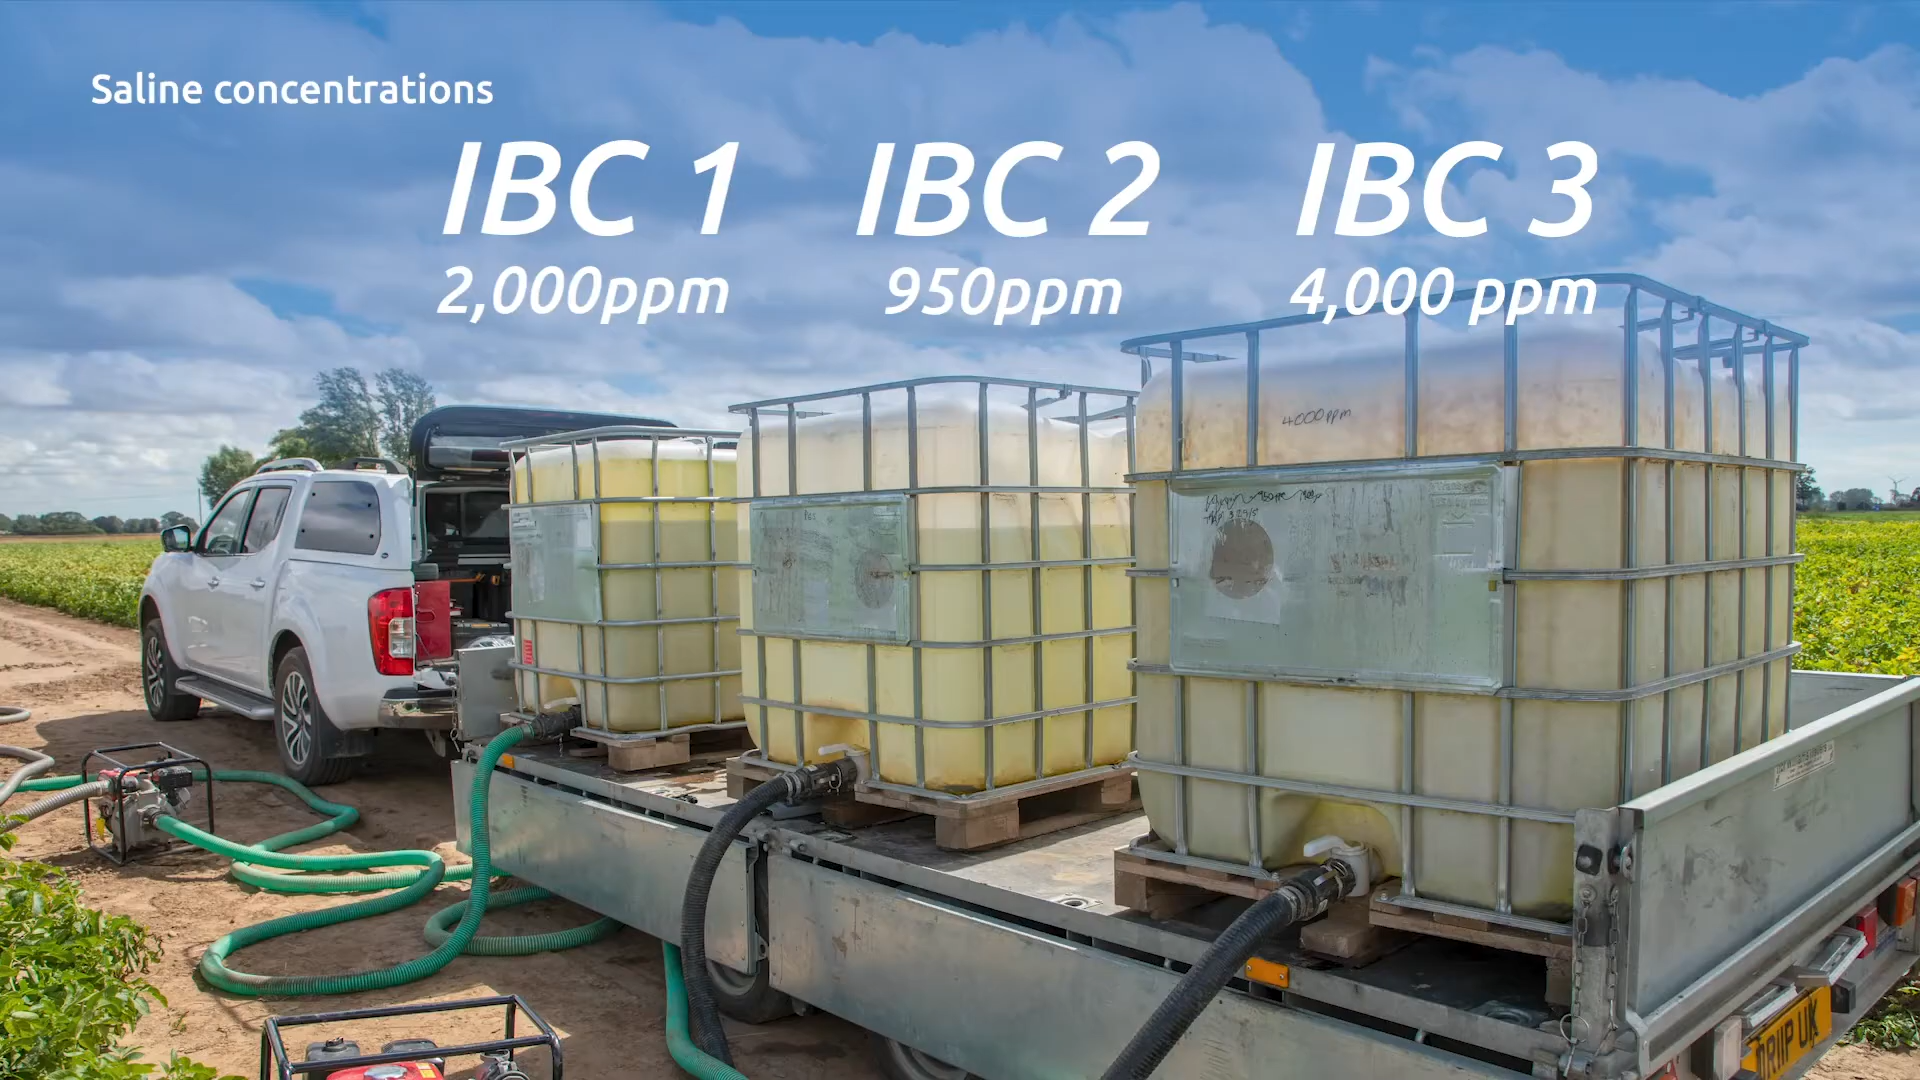 Saline concentrations
IBC 1 IBC 2 IBC 3
2,000ppm 950ppm 4,000 ppm
4000ppm